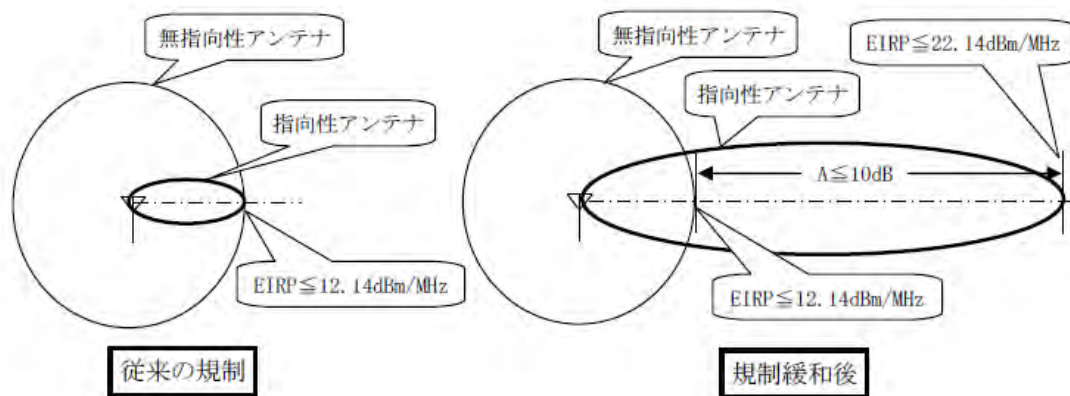 無指向性アンテナ
指向性アンテナ
EIRP≦12.14dBm/MHz
従来の規制
無指向性アンテナ
EIRP≦22.14dBm/MHz
指向性アンテナ
A≦10dB
EIRP≦12.14dBm/MHz
規制緩和後